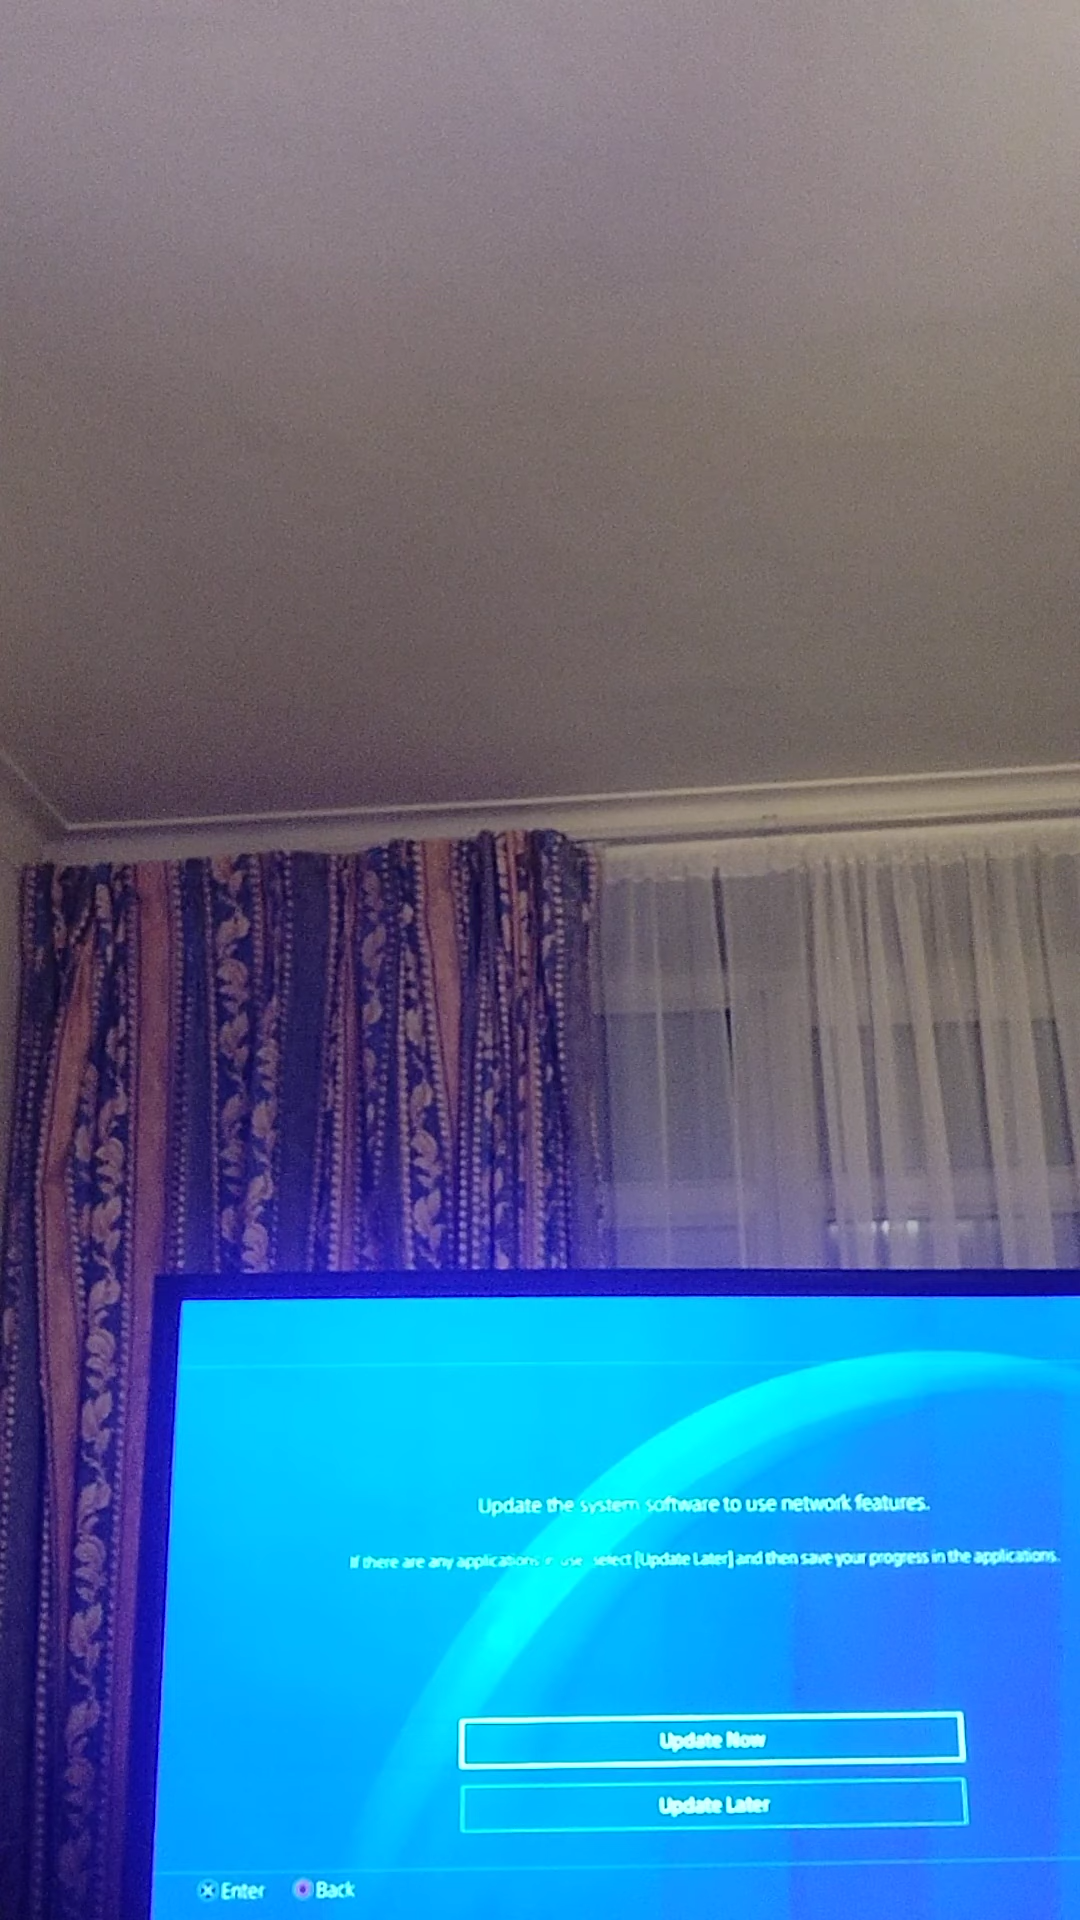 Update the system software to use network features.
If there are any applications in use, select [Update Later] and then save your progress in the applications.
Update Now
Update Later
Enter Back